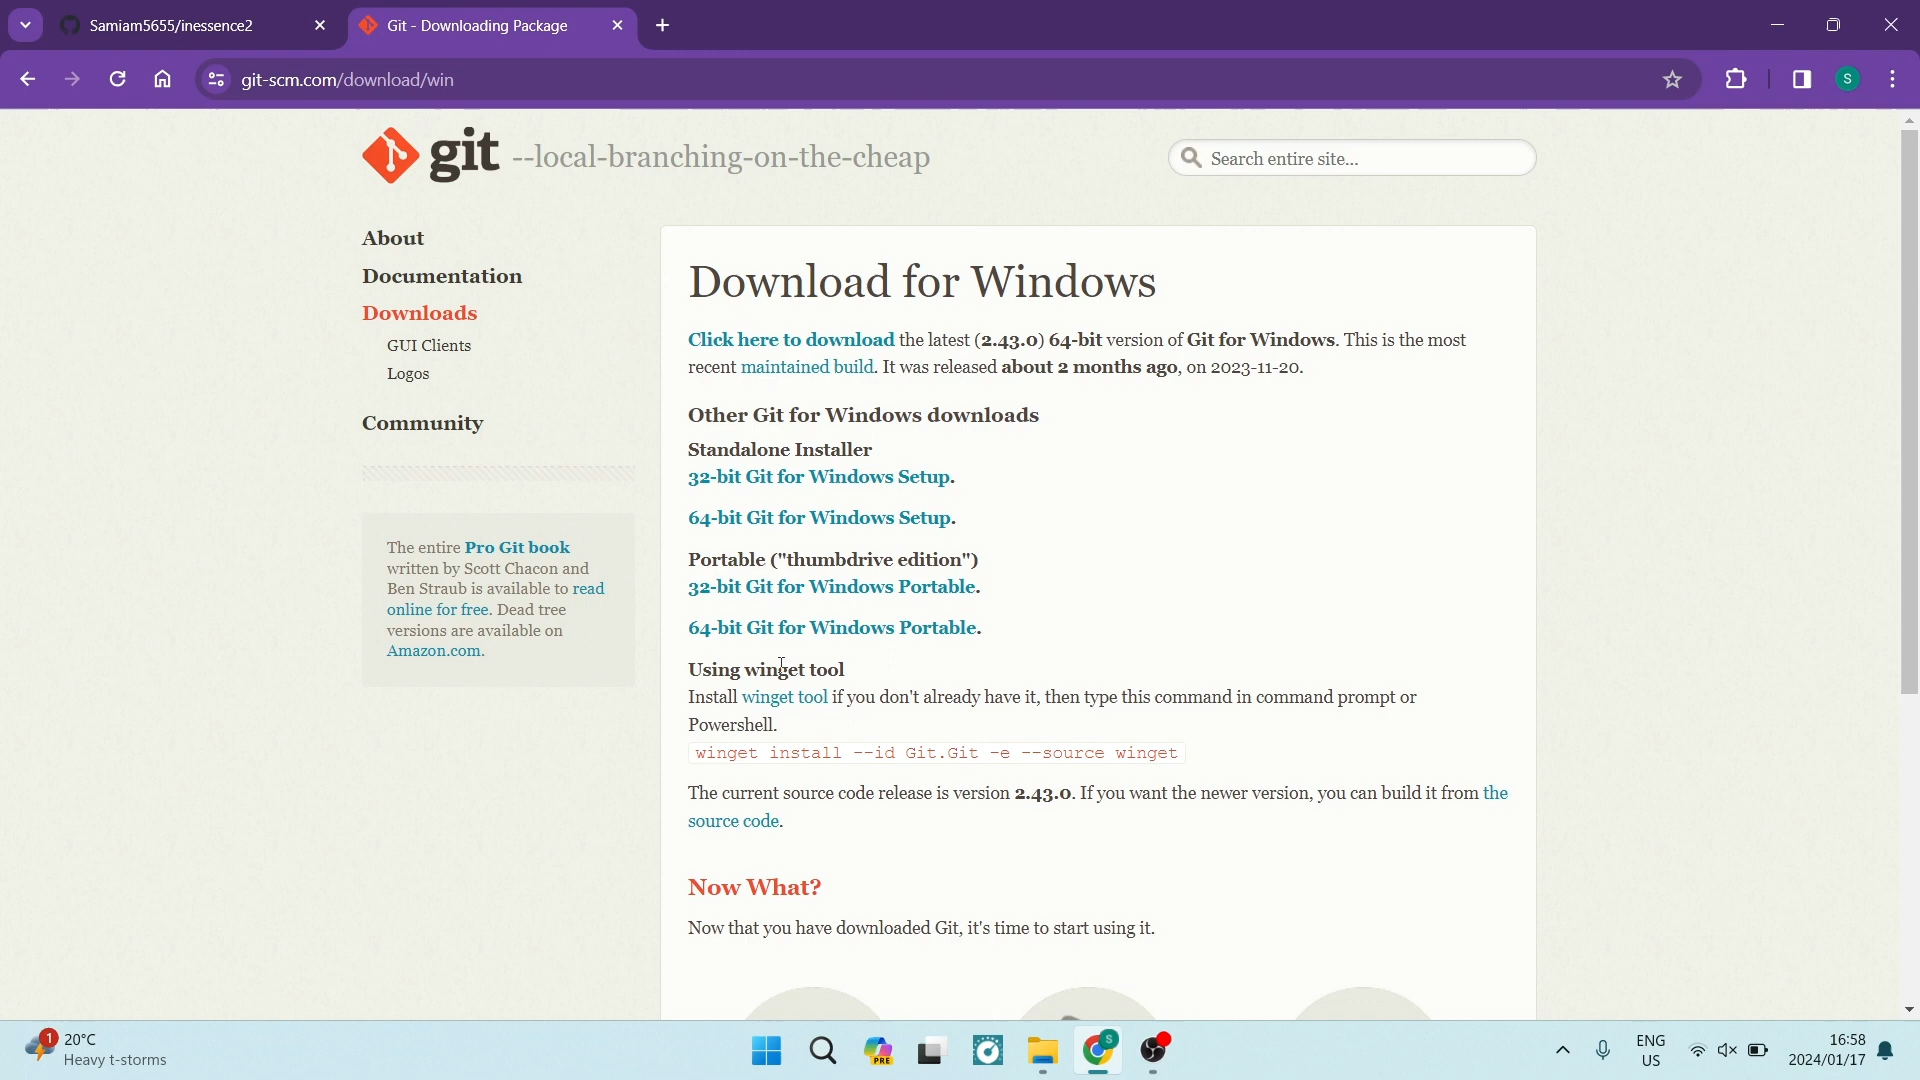 Samiam5655/inessence2
Git - Downloading Package
git-scm.com/download/win
S
git --local-branching-on-the-cheap
Search entire site...
About
Documentation
Downloads
GUI Clients
Logos
Community
The entire Pro Git book
written by Scott Chacon and
Ben Straub is available to read
online for free. Dead tree
versions are available on
Amazon.com.
Download for Windows
Click here to download the latest (2.43.0) 64-bit version of Git for Windows. This is the most
recent maintained build. It was released about 2 months ago, on 2023-11-20.
Other Git for Windows downloads
Standalone Installer
32-bit Git for Windows Setup.
64-bit Git for Windows Setup.
Portable ("thumbdrive edition")
32-bit Git for Windows Portable.
64-bit Git for Windows Portable.
Using winget tool
Install winget tool if you don't already have it, then type this command in command prompt or
Powershell.
winget install --id Git.Git -e --source winget
The current source code release is version 2.43.0. If you want the newer version, you can build it from the
source code.
Now What?
Now that you have downloaded Git, it's time to start using it.
1
20°C
Heavy t-storms
PRE
S
ENG
US
16:58
2024/01/17